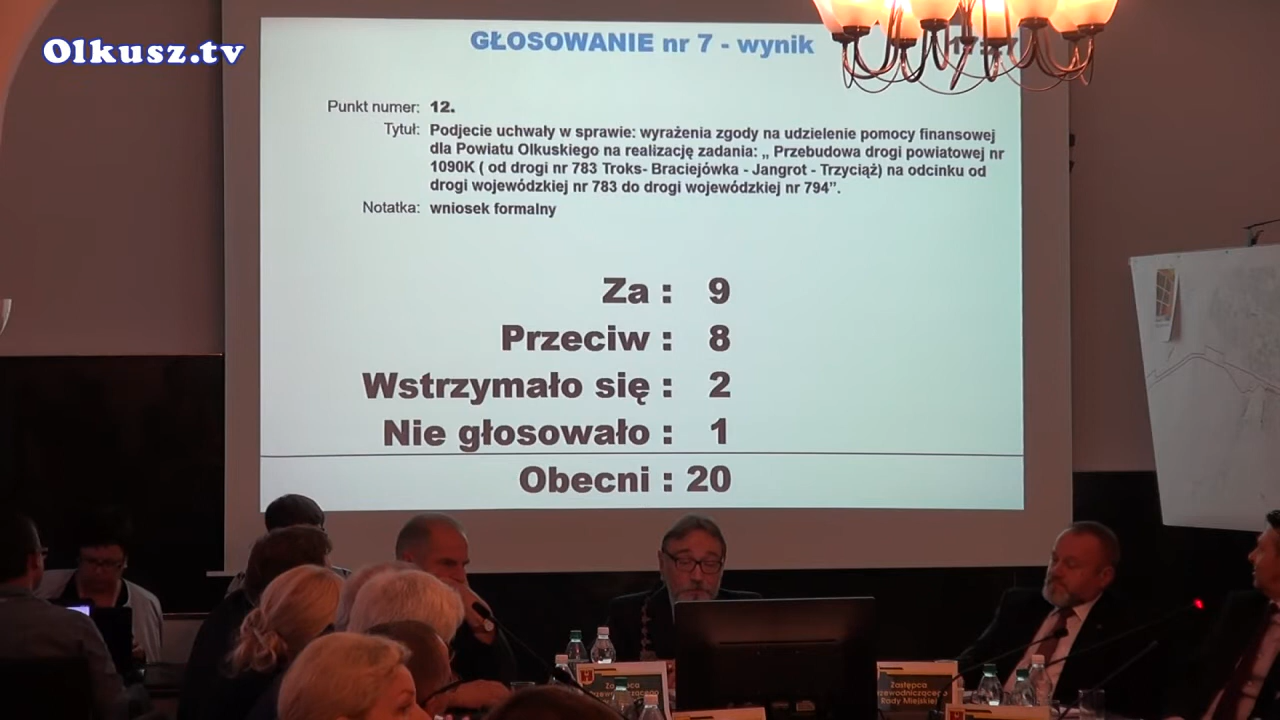 Olkusz.tv
GŁOSOWANIE nr 7 - wynik
Punkt numer: 12.
Tytuł: Podjecie uchwały w sprawie: wyrażenia zgody na udzielenie pomocy finansowej
dla Powiatu Olkuskiego na realizację zadania: „ Przebudowa drogi powiatowej nr
1090K ( od drogi nr 783 Troks- Braciejówka - Jangrot - Trzyciąż) na odcinku od
drogi wojewódzkiej nr 783 do drogi wojewódzkiej nr 794”.
Notatka: wniosek formalny
Za : 9
Przeciw : 8
Wstrzymało się : 2
Nie głosowało : 1
Obecni : 20
Zastępca
Rady Miejskiej